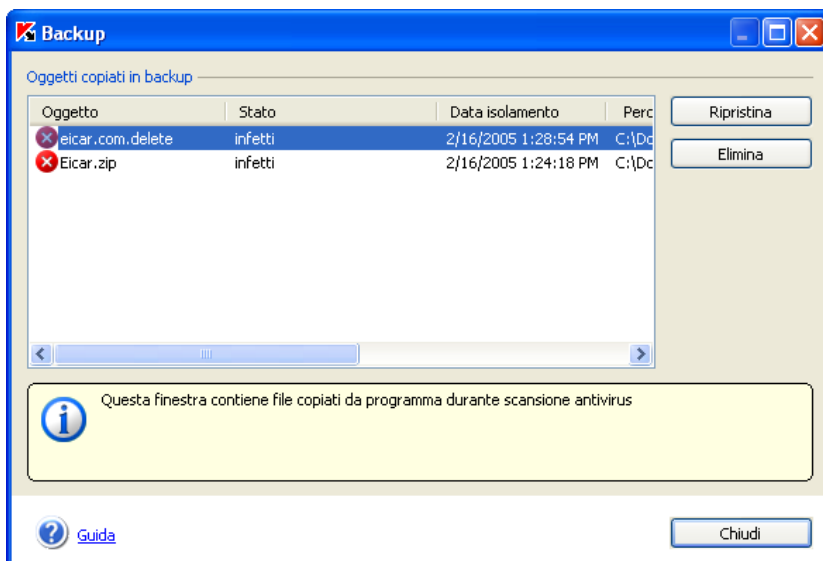 Backup
Oggetti copiati in backup
Oggetto Stato Data isolamento Perc
eicar.com.delete infetti 2/16/2005 1:28:54 PM C:\Dc
Eicar.zip infetti 2/16/2005 1:24:18 PM C:\Dc
Ripristina
Elimina
Questa finestra contiene file copiati da programma durante scansione antivirus
Guida
Chiudi